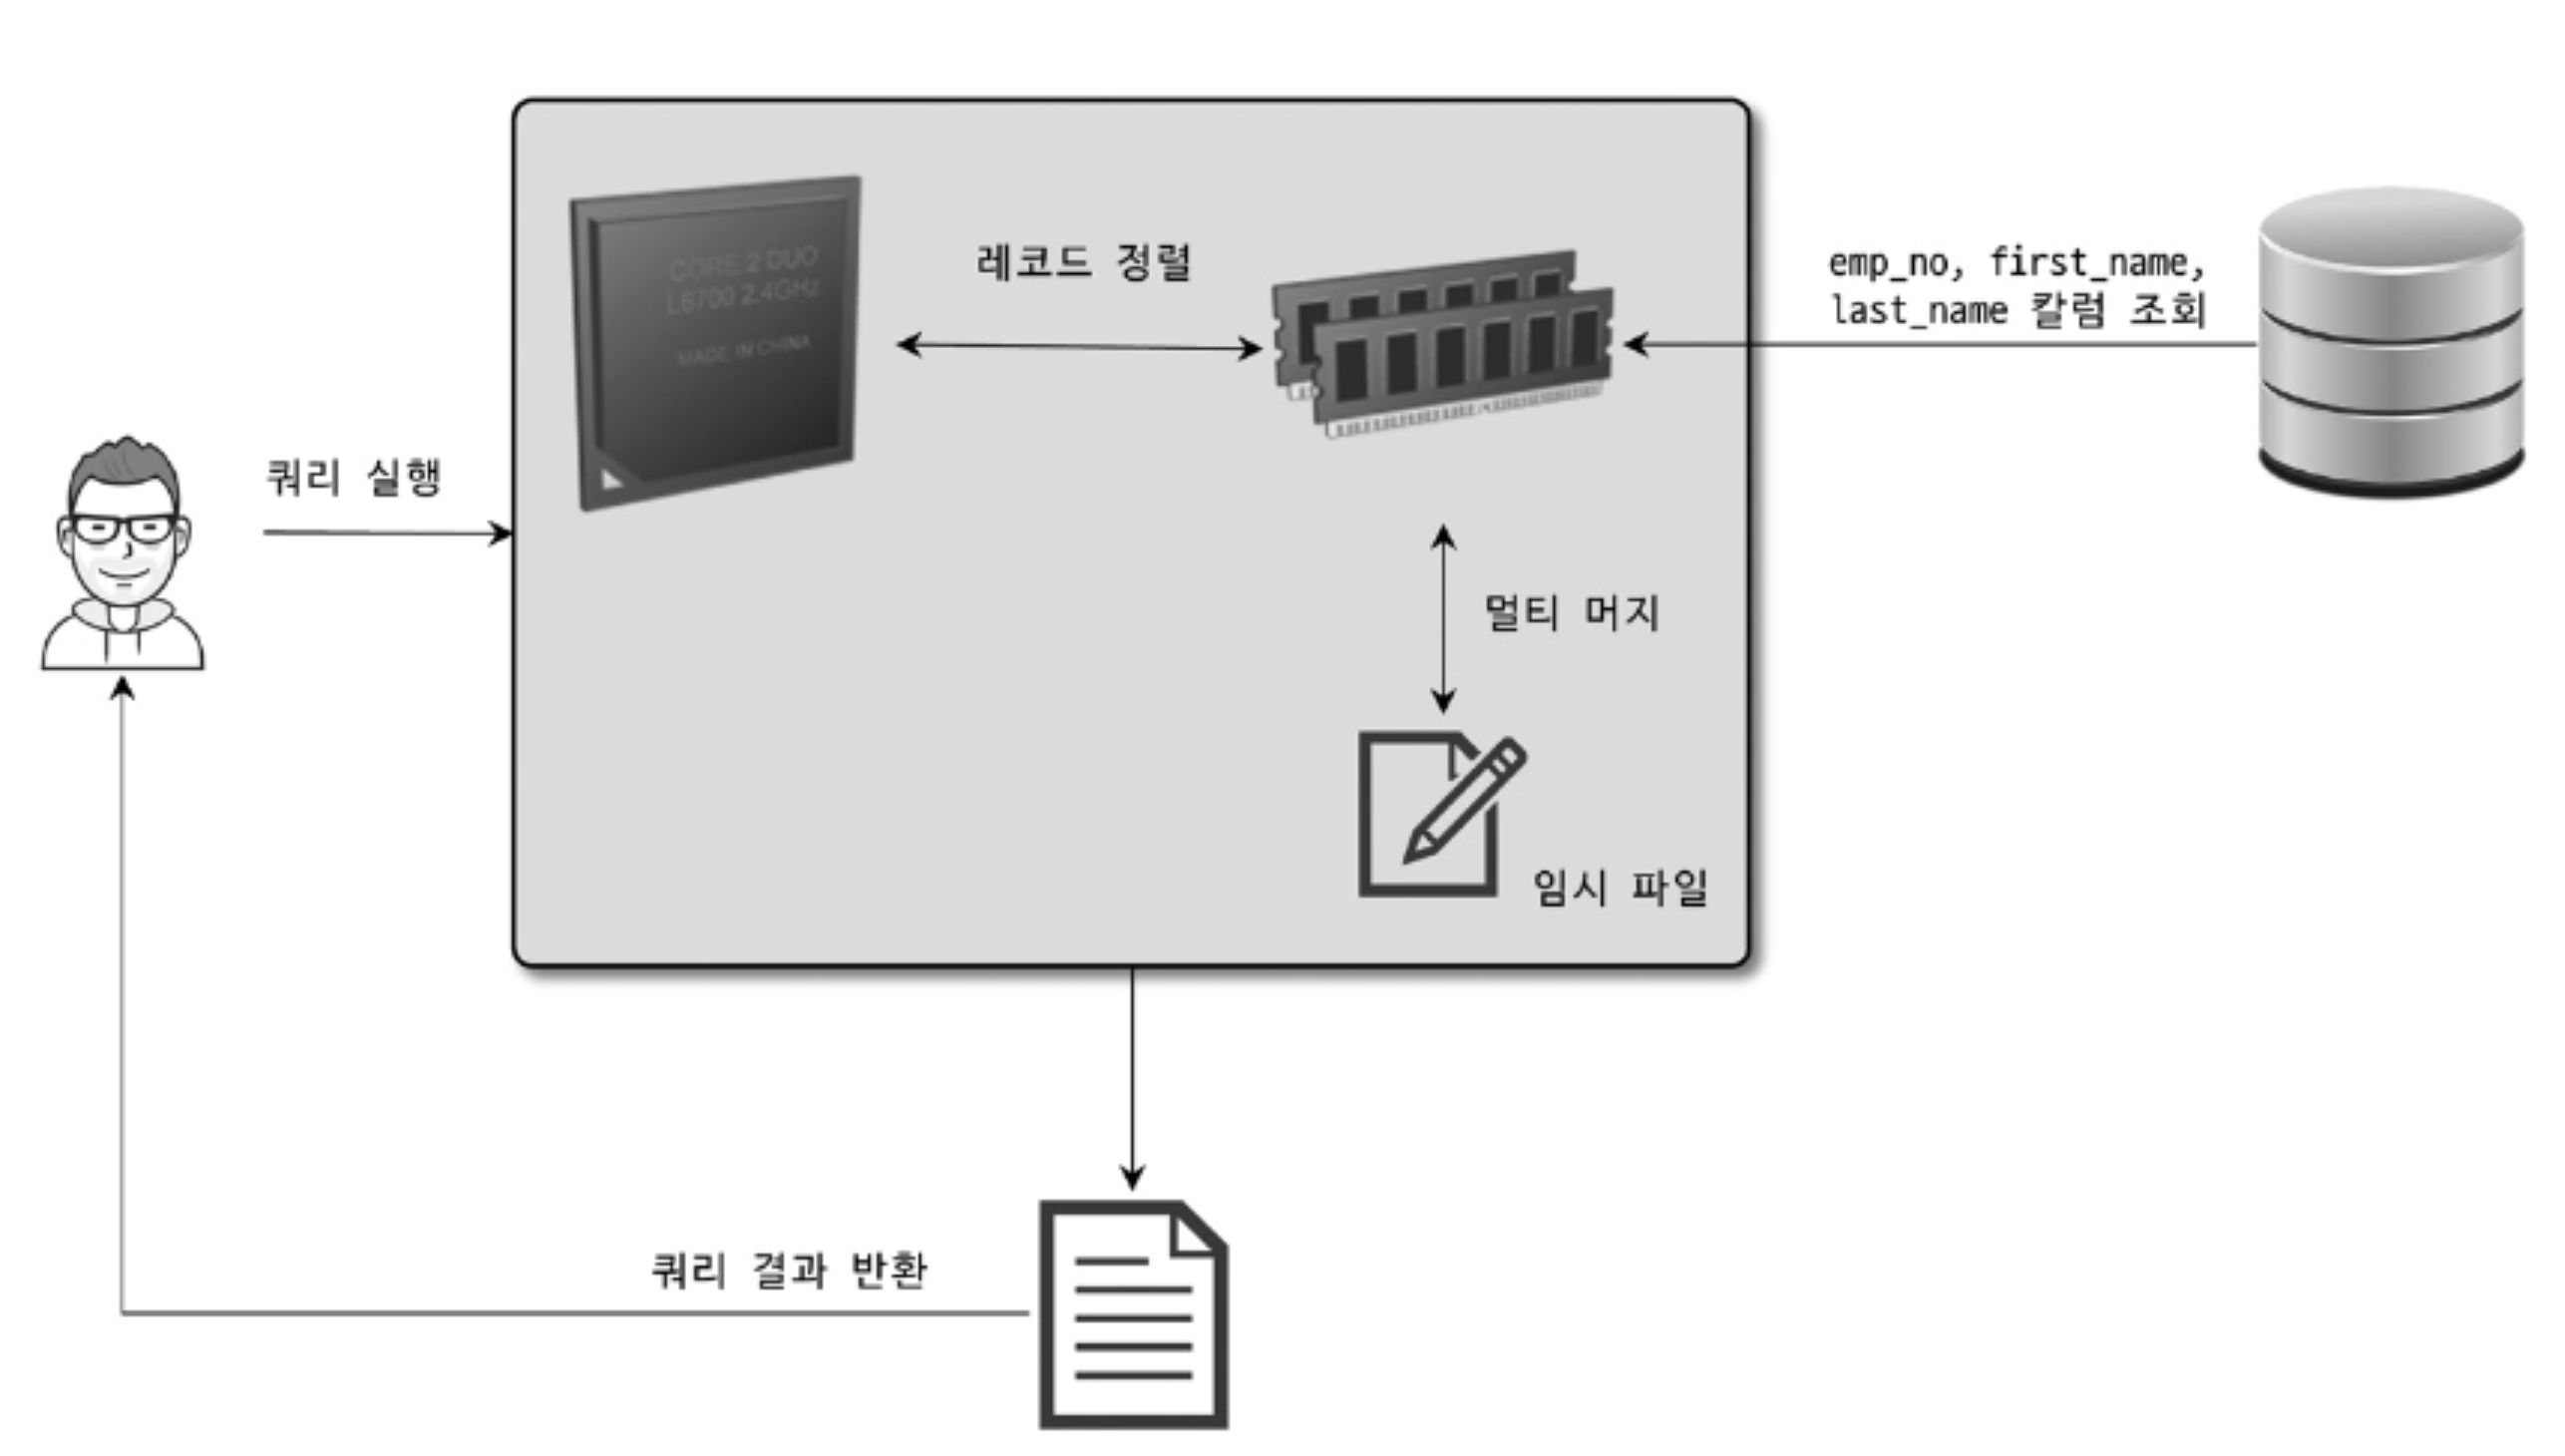 CORE 2 DUO
L6700 2.4GHz
MADE IN CHINA
레코드 정렬
emp_no, first_name,
last_name 칼럼 조회
쿼리 실행
멀티 머지
임시 파일
쿼리 결과 반환